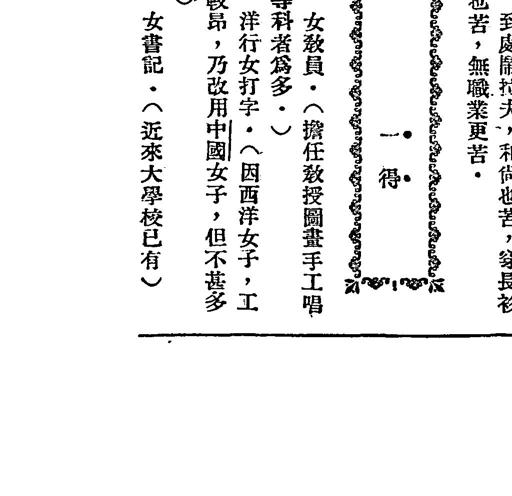 到處鬧拉夫，和尚也苦，穿長衫
也苦，無職業更苦．
一得
女敎員．（擔任敎授圖畫手工唱
等科者爲多．）
洋行女打字．（因西洋女子，工
較昂，乃改用中國女子，但不甚多
）
女書記．（近來大學校已有）